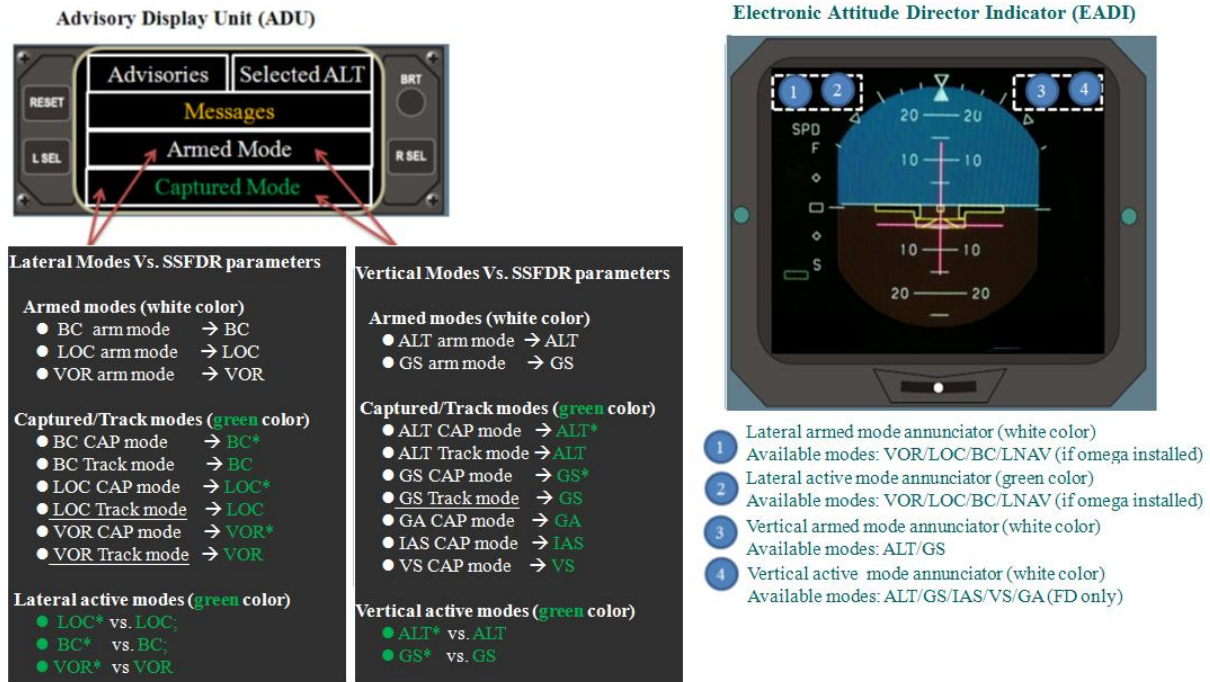 Advisory Display Unit (ADU)
RESET
L SEL
Advisories
Selected ALT
Messages
Armed Mode
Captured Mode
BRT
R SEL
Lateral Modes Vs. SSFDR parameters
Armed modes (white color)
● BC arm mode → BC
● LOC arm mode → LOC
● VOR arm mode → VOR
Captured/Track modes (green color)
● BC CAP mode → BC*
● BC Track mode → BC
● LOC CAP mode → LOC*
● LOC Track mode → LOC
● VOR CAP mode → VOR*
● VOR Track mode → VOR
Lateral active modes (green color)
● LOC* vs. LOC;
● BC* vs. BC;
● VOR* vs VOR
Vertical Modes Vs. SSFDR parameters
Armed modes (white color)
● ALT arm mode → ALT
● GS arm mode → GS
Captured/Track modes (green color)
● ALT CAP mode → ALT*
● ALT Track mode → ALT
● GS CAP mode → GS*
● GS Track mode → GS
● GA CAP mode → GA
● IAS CAP mode → IAS
● VS CAP mode → VS
Vertical active modes (green color)
● ALT* vs. ALT
● GS* vs. GS
Electronic Attitude Director Indicator (EADI)
1 2 3 4
20 20
SPD
F
10 10
10 10
S
20 20
1 Lateral armed mode annunciator (white color)
Available modes: VOR/LOC/BC/LNAV (if omega installed)
2 Lateral active mode annunciator (green color)
Available modes: VOR/LOC/BC/LNAV (if omega installed)
3 Vertical armed mode annunciator (white color)
Available modes: ALT/GS
4 Vertical active mode annunciator (white color)
Available modes: ALT/GS/IAS/VS/GA (FD only)